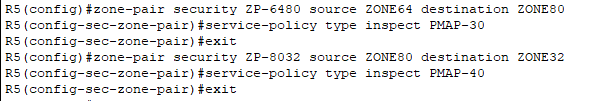 R5(config)#zone-pair security ZP-6480 source ZONE64 destination ZONE80
R5(config-sec-zone-pair)#service-policy type inspect PMAP-30
R5(config-sec-zone-pair)#exit
R5(config)#zone-pair security ZP-8032 source ZONE80 destination ZONE32
R5(config-sec-zone-pair)#service-policy type inspect PMAP-40
R5(config-sec-zone-pair)#exit